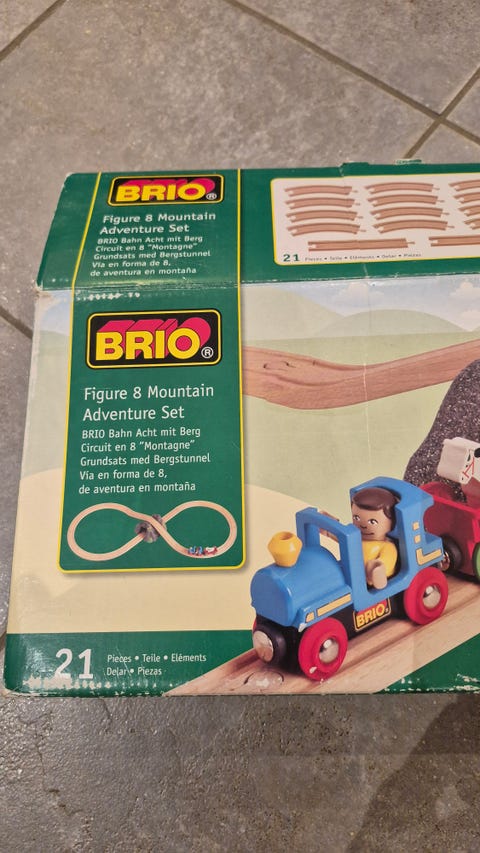 BRIO®
Figure 8 Mountain
Adventure Set
BRIO Bahn Acht mit Berg
Circuit en 8 "Montagne"
Grundsats med Bergstunnel
Vía en forma de 8,
de aventura en montaña
21 Pieces • Teile • Eléments • Delar • Piezas
BRIO®
Figure 8 Mountain
Adventure Set
BRIO Bahn Acht mit Berg
Circuit en 8 "Montagne"
Grundsats med Bergstunnel
Vía en forma de 8,
de aventura en montaña
BRIO.
21 Pieces • Teile • Eléments
Delar • Piezas